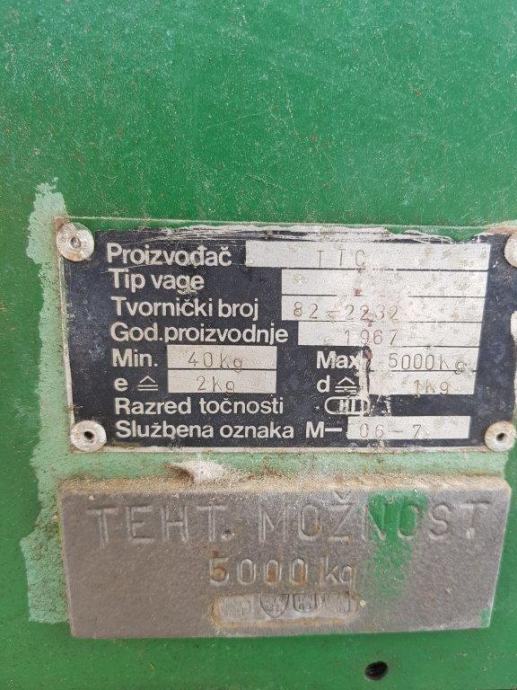 Proizvođač TTC
Tip vage
Tvornički broj 82-2232
God.proizvodnje 1967
Min. 40Kg Max. 5000Kg
e ≙ 2Kg d ≙ 1Kg
Razred točnosti III
Službena oznaka M- 06-7
TEHT. MOŽNOST
5000 kg